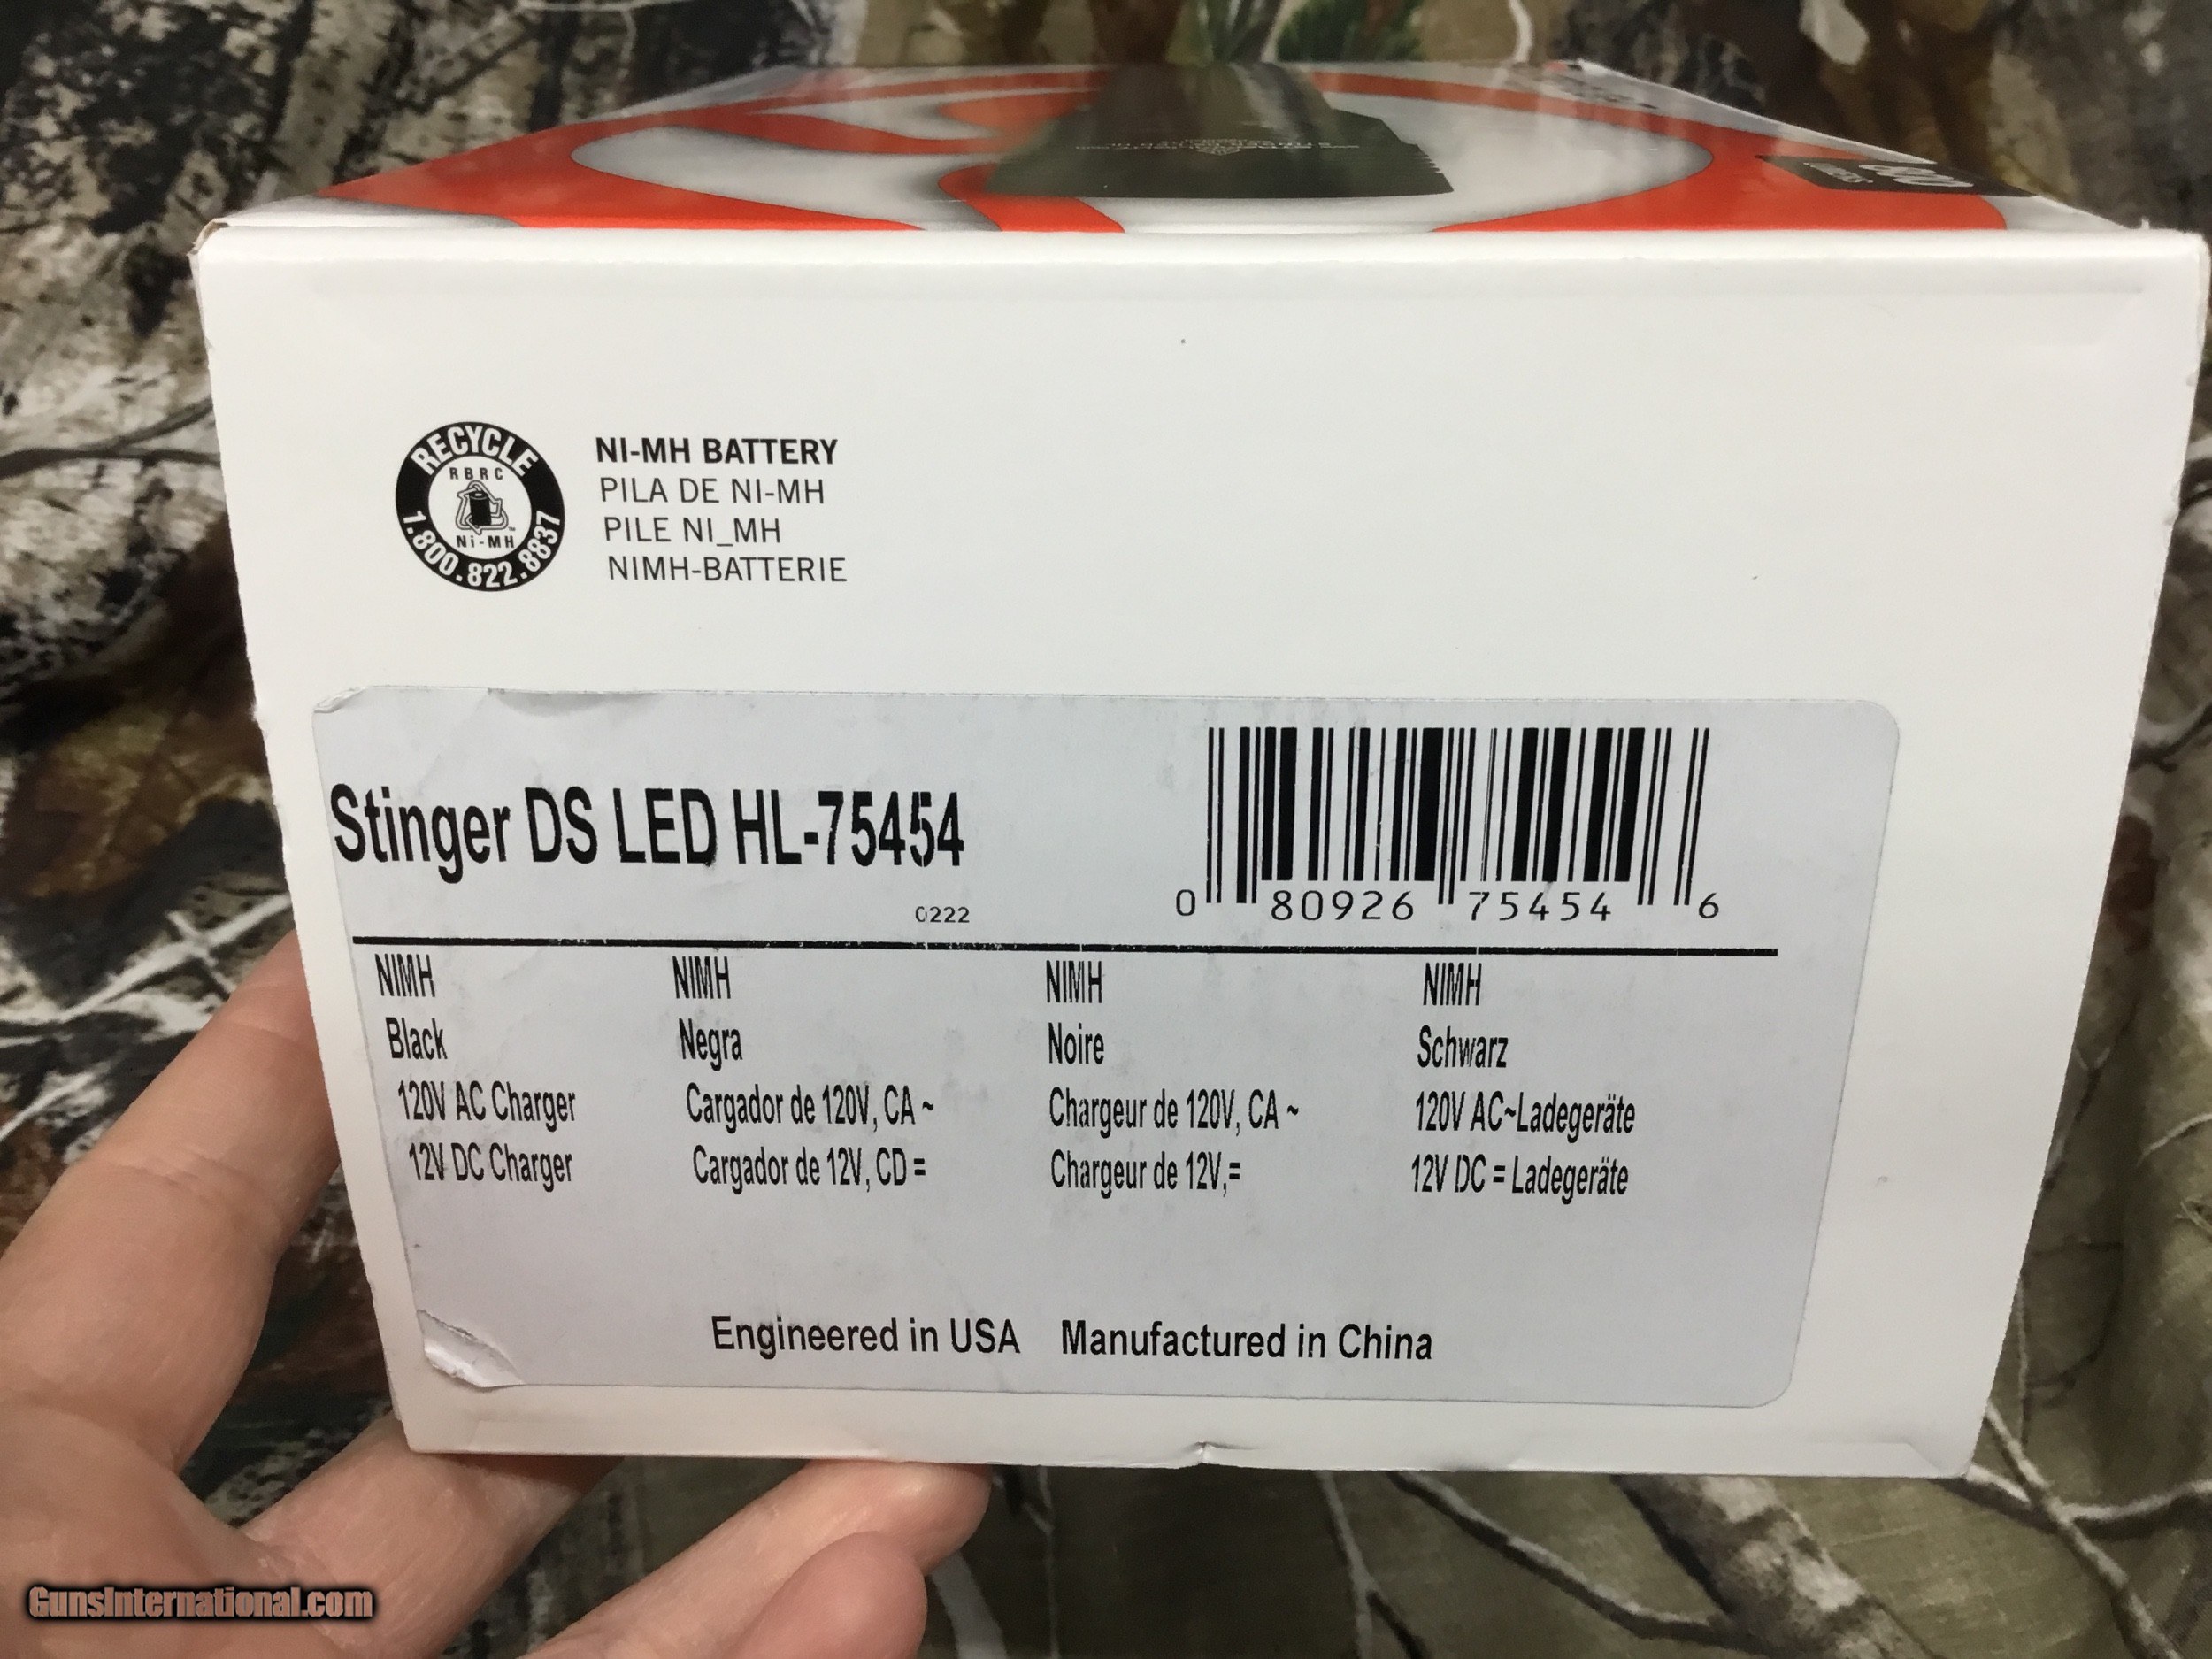 RECYCLE
RBRC
Ni-MH
1.800.822.8837
NI-MH BATTERY
PILA DE NI-MH
PILE NI_MH
NIMH-BATTERIE
Stinger DS LED HL-75454
0222
0 80926 75454 6
NIMH NIMH NIMH NIMH
Black Negra Noire Schwarz
120V AC Charger Cargador de 120V, CA ~ Chargeur de 120V, CA ~ 120V AC~Ladegeräte
12V DC Charger Cargador de 12V, CD = Chargeur de 12V,= 12V DC = Ladegeräte
Engineered in USA Manufactured in China
GunsInternational.com